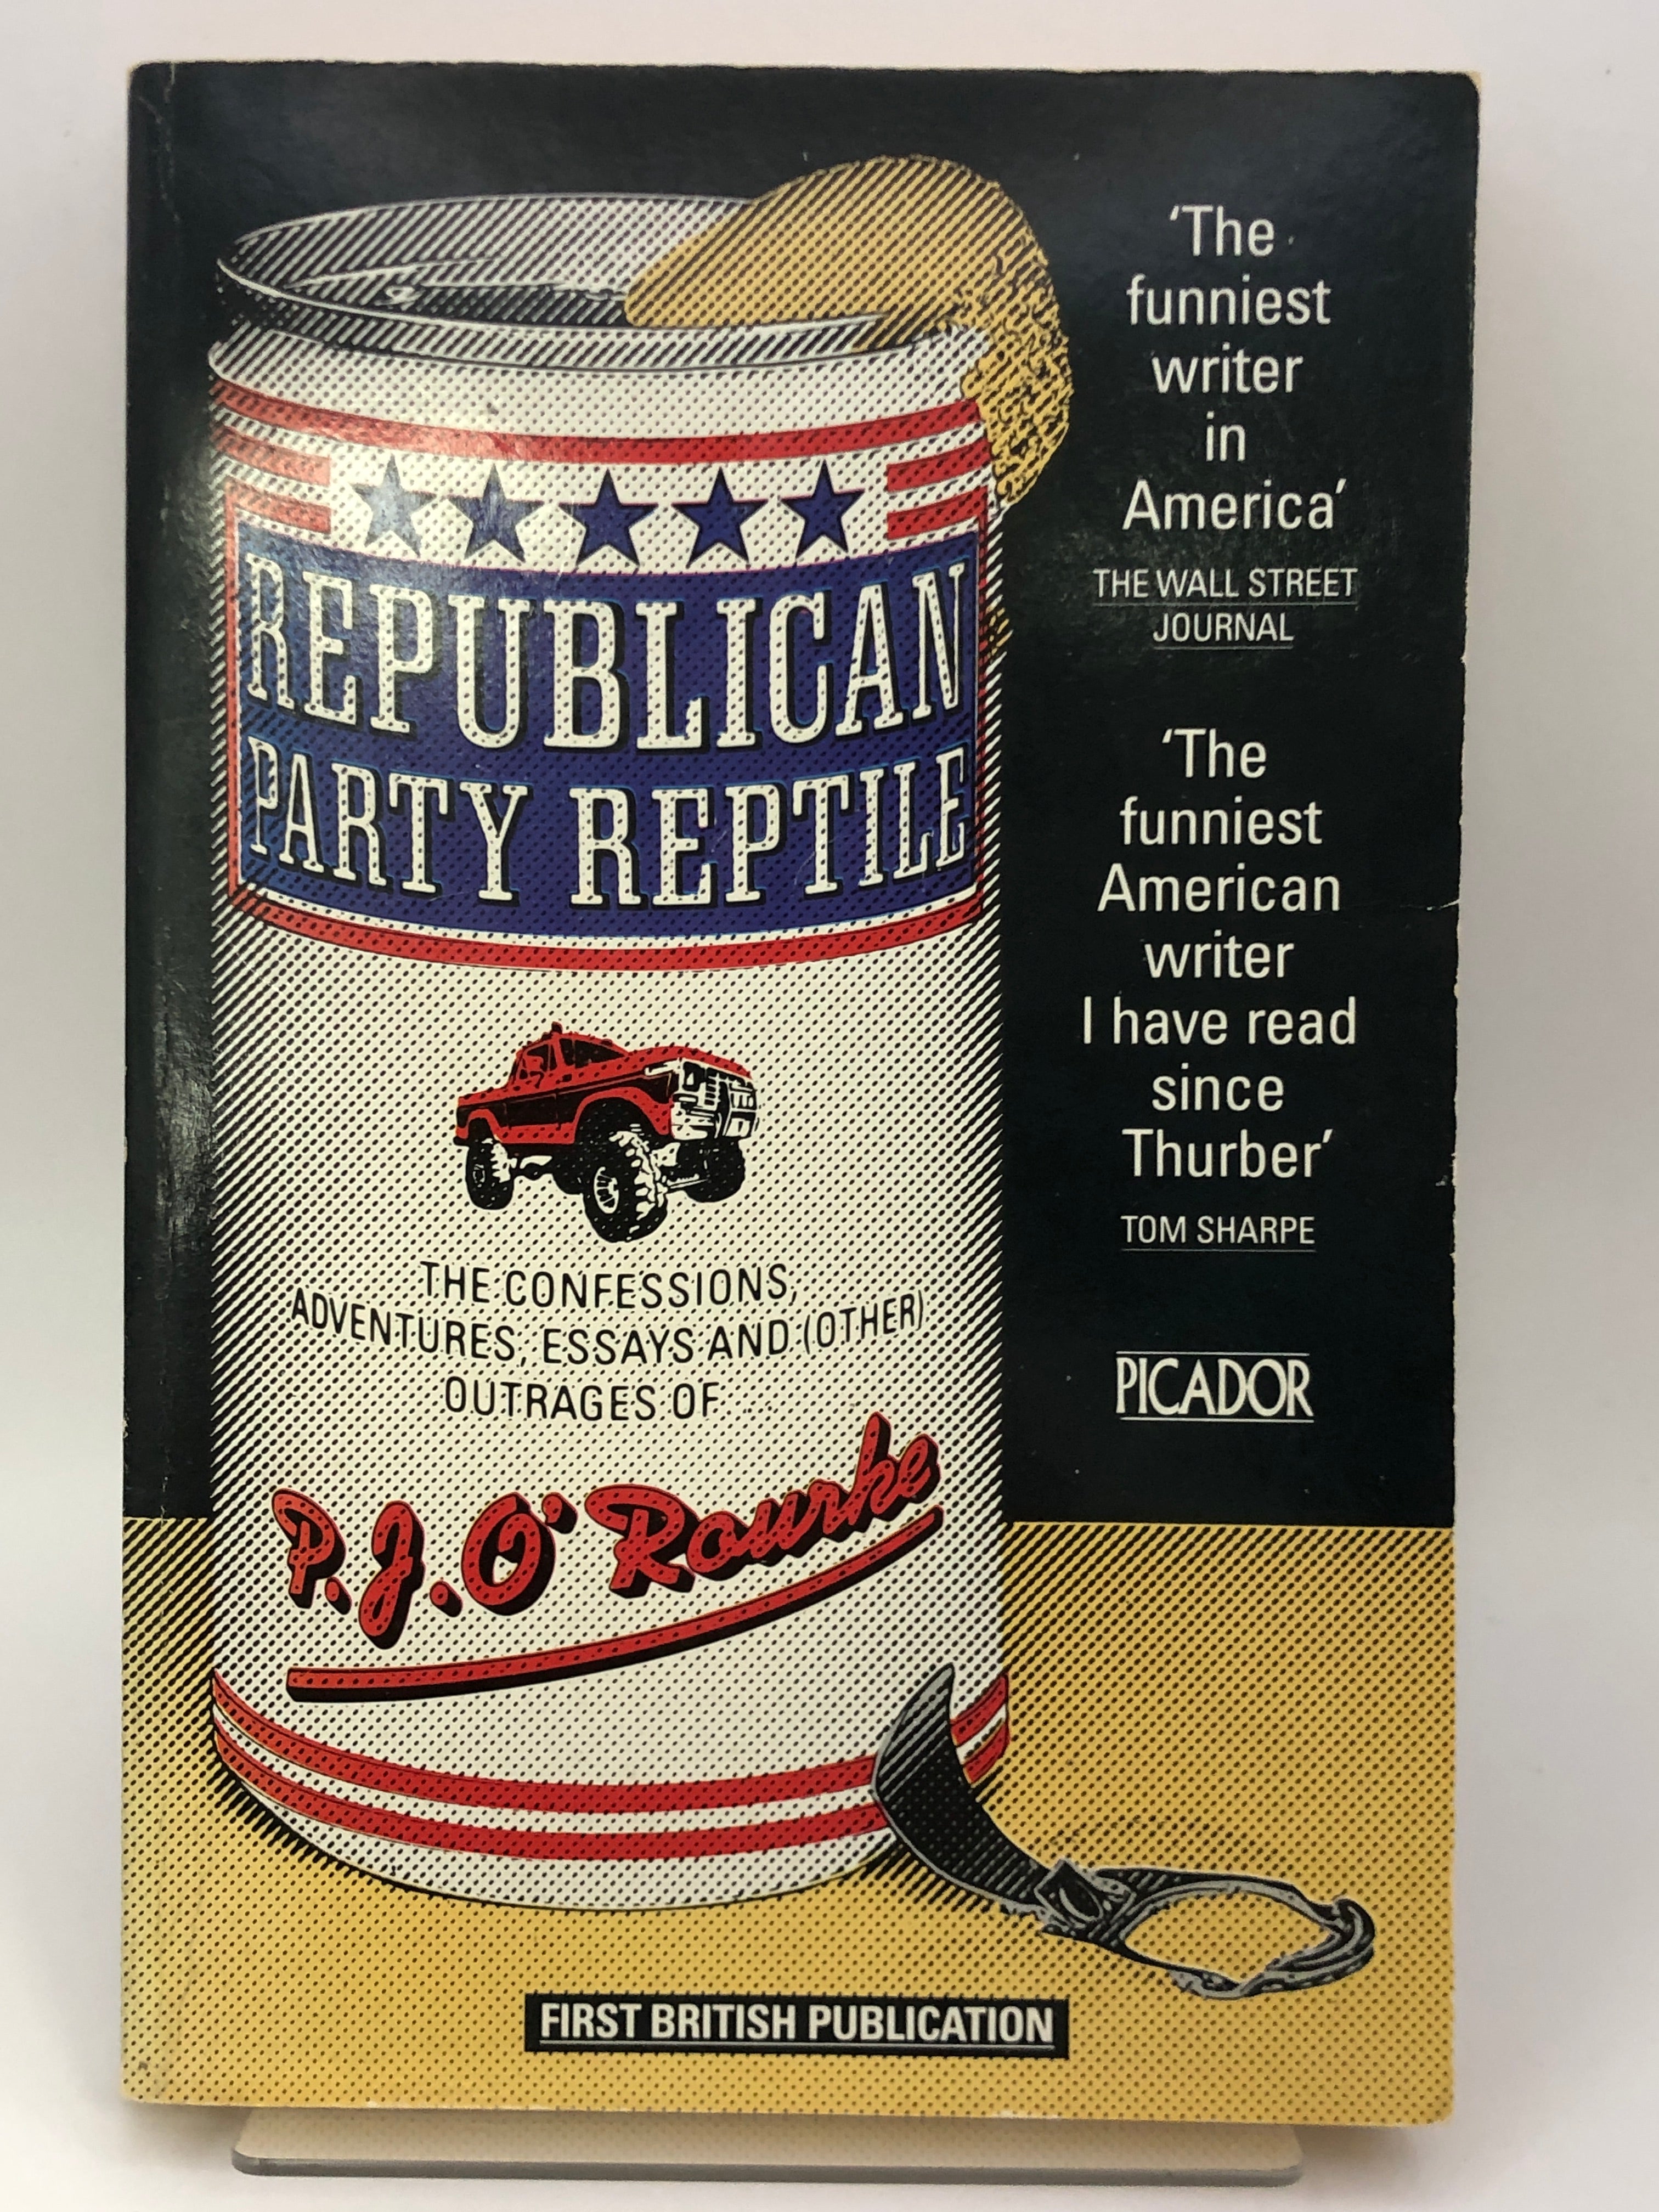 REPUBLICAN
PARTY REPTILE
THE CONFESSIONS,
ADVENTURES, ESSAYS AND (OTHER)
OUTRAGES OF
P.J. O'Rourke
‘The
funniest
writer
in
America’
THE WALL STREET
JOURNAL
‘The
funniest
American
writer
I have read
since
Thurber’
TOM SHARPE
PICADOR
FIRST BRITISH PUBLICATION